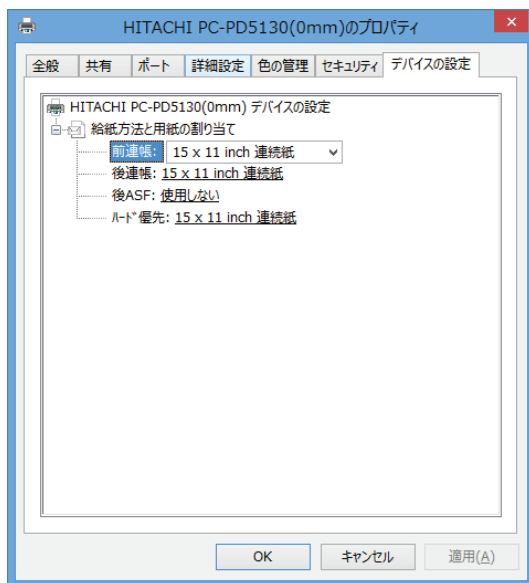 HITACHI PC-PD5130(0mm)のプロパティ
全般 共有 ポート 詳細設定 色の管理 セキュリティ デバイスの設定
HITACHI PC-PD5130(0mm) デバイスの設定
給紙方法と用紙の割り当て
前連帳: 15 x 11 inch 連続紙
後連帳: 15 x 11 inch 連続紙
後ASF: 使用しない
ﾊｰﾄﾞ優先: 15 x 11 inch 連続紙
OK キャンセル 適用(A)